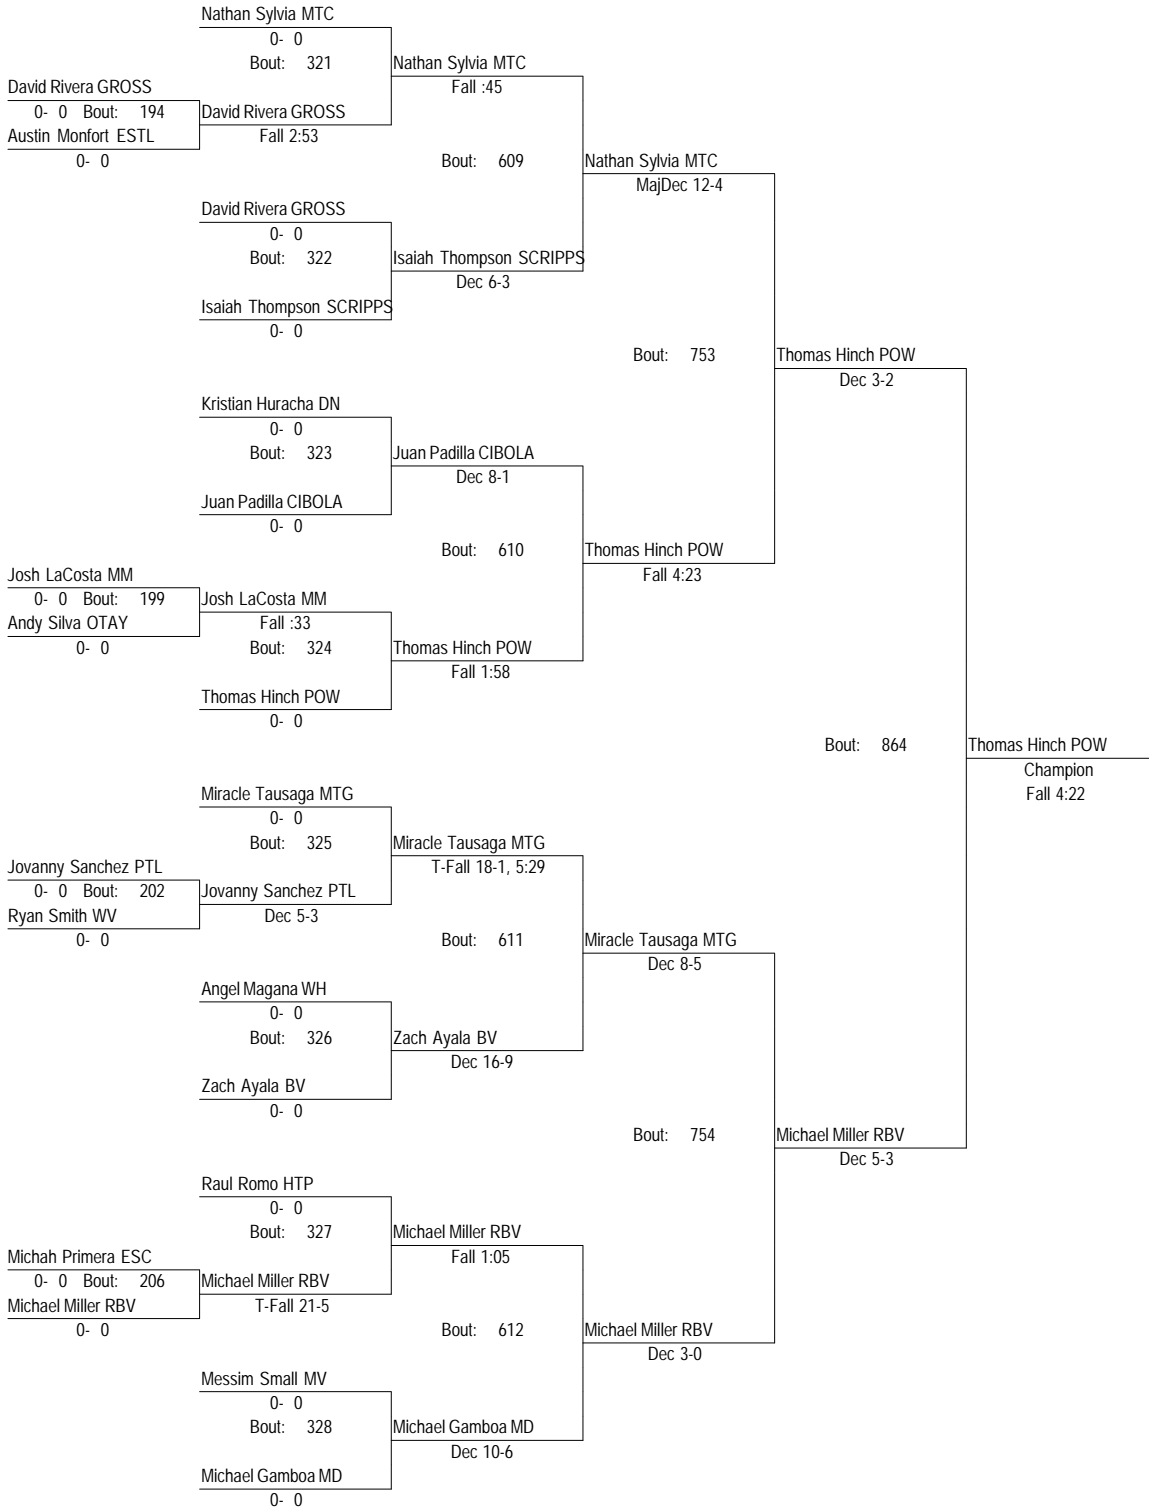 Nathan Sylvia MTC
0- 0
Bout: 321
Nathan Sylvia MTC
Fall :45
David Rivera GROSS
0- 0 Bout: 194
David Rivera GROSS
Fall 2:53
Austin Monfort ESTL
0- 0
Bout: 609
Nathan Sylvia MTC
MajDec 12-4
David Rivera GROSS
0- 0
Bout: 322
Isaiah Thompson SCRIPPS
Dec 6-3
Isaiah Thompson SCRIPPS
0- 0
Bout: 753
Thomas Hinch POW
Dec 3-2
Kristian Huracha DN
0- 0
Bout: 323
Juan Padilla CIBOLA
Dec 8-1
Juan Padilla CIBOLA
0- 0
Bout: 610
Thomas Hinch POW
Fall 4:23
Josh LaCosta MM
0- 0 Bout: 199
Josh LaCosta MM
Andy Silva OTAY
Fall :33
0- 0
Bout: 324
Thomas Hinch POW
Fall 1:58
Thomas Hinch POW
0- 0
Bout: 864
Thomas Hinch POW
Champion
Fall 4:22
Miracle Tausaga MTG
0- 0
Bout: 325
Miracle Tausaga MTG
T-Fall 18-1, 5:29
Jovanny Sanchez PTL
0- 0 Bout: 202
Jovanny Sanchez PTL
Ryan Smith WV
Dec 5-3
0- 0
Bout: 611
Miracle Tausaga MTG
Dec 8-5
Angel Magana WH
0- 0
Bout: 326
Zach Ayala BV
Dec 16-9
Zach Ayala BV
0- 0
Bout: 754
Michael Miller RBV
Dec 5-3
Raul Romo HTP
0- 0
Bout: 327
Michael Miller RBV
Fall 1:05
Michah Primera ESC
0- 0 Bout: 206
Michael Miller RBV
Michael Miller RBV
T-Fall 21-5
0- 0
Bout: 612
Michael Miller RBV
Dec 3-0
Messim Small MV
0- 0
Bout: 328
Michael Gamboa MD
Dec 10-6
Michael Gamboa MD
0- 0